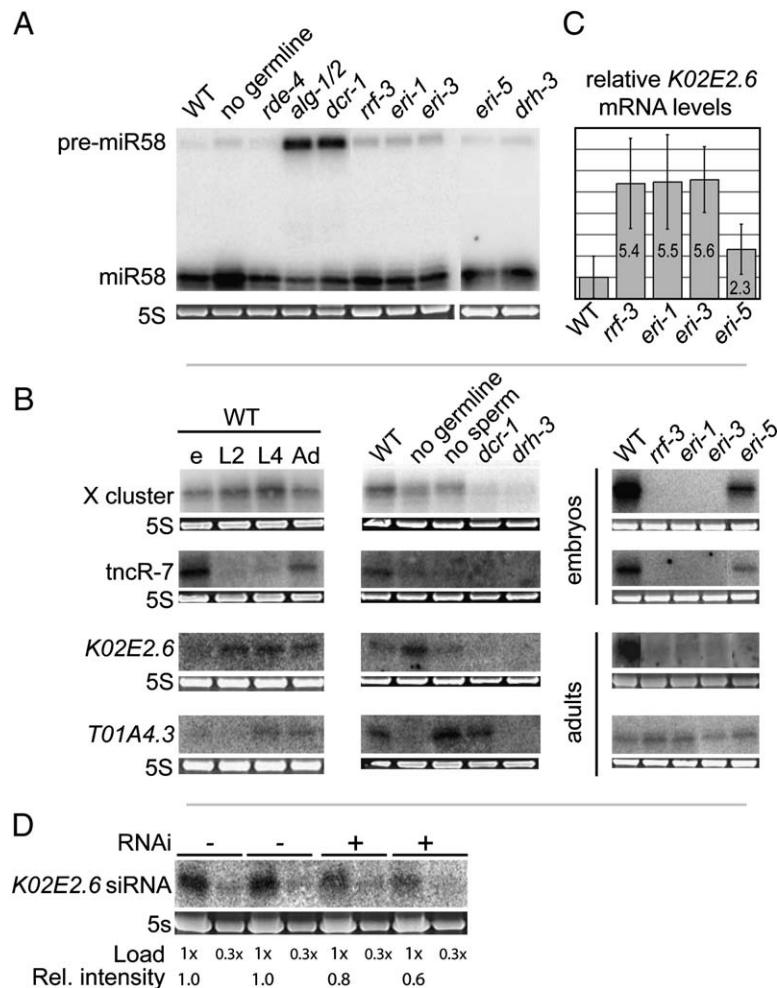 A
WT no germline rde-4 alg-1/2 dcr-1 rrf-3 eri-1 eri-3 eri-5 drh-3
pre-miR58
miR58
5S
C
relative K02E2.6
mRNA levels
5.4 5.5 5.6 2.3
WT rrf-3 eri-1 eri-3 eri-5
B
WT
e L2 L4 Ad
WT no germline no sperm dcr-1 drh-3
WT rrf-3 eri-1 eri-3 eri-5
X cluster
5S
tncR-7
5S
embryos
K02E2.6
5S
T01A4.3
5S
adults
D
RNAi - - + +
K02E2.6 siRNA
5s
Load 1x 0.3x 1x 0.3x 1x 0.3x 1x 0.3x
Rel. intensity 1.0 1.0 0.8 0.6